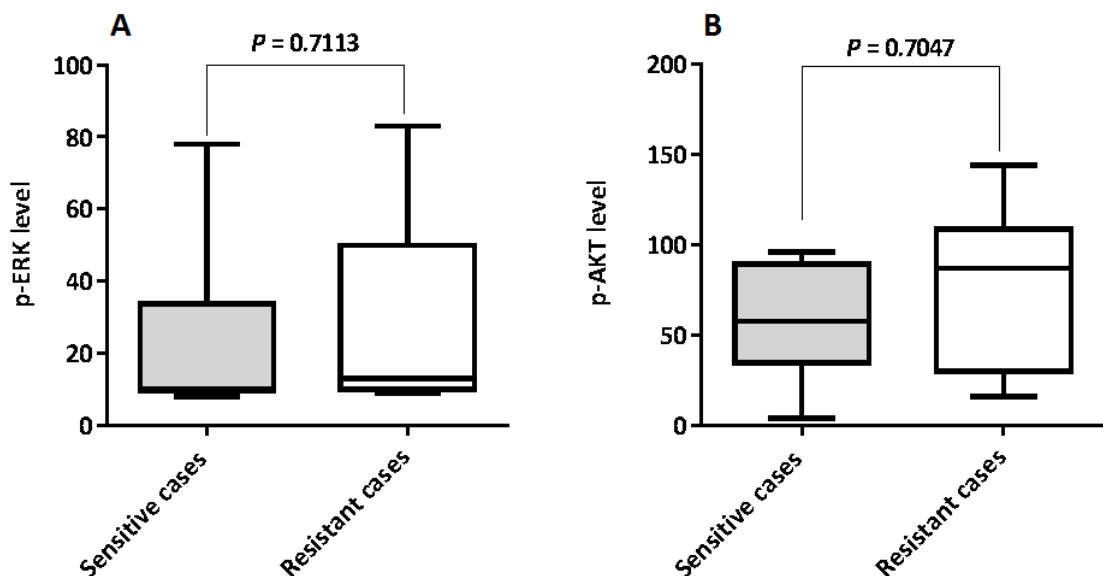 A
P = 0.7113
p-ERK level
100
80
60
40
20
0
Sensitive cases
Resistant cases
B
P = 0.7047
p-AKT level
200
150
100
50
0
Sensitive cases
Resistant cases